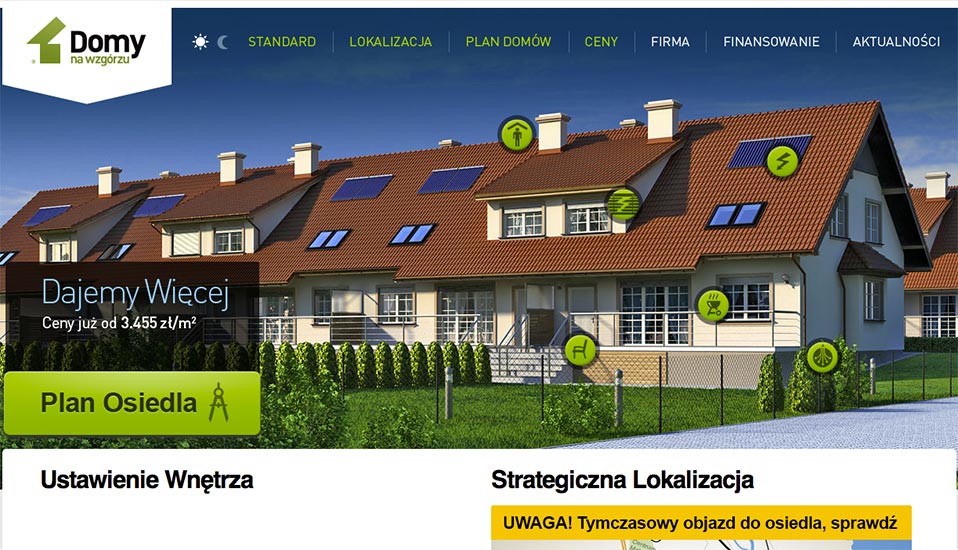 Domy
na wzgórzu
STANDARD LOKALIZACJA PLAN DOMÓW CENY FIRMA FINANSOWANIE AKTUALNOŚCI
Dajemy Więcej
Ceny już od 3.455 zł/m²
Plan Osiedla
Ustawienie Wnętrza
Strategiczna Lokalizacja
UWAGA! Tymczasowy objazd do osiedla, sprawdź